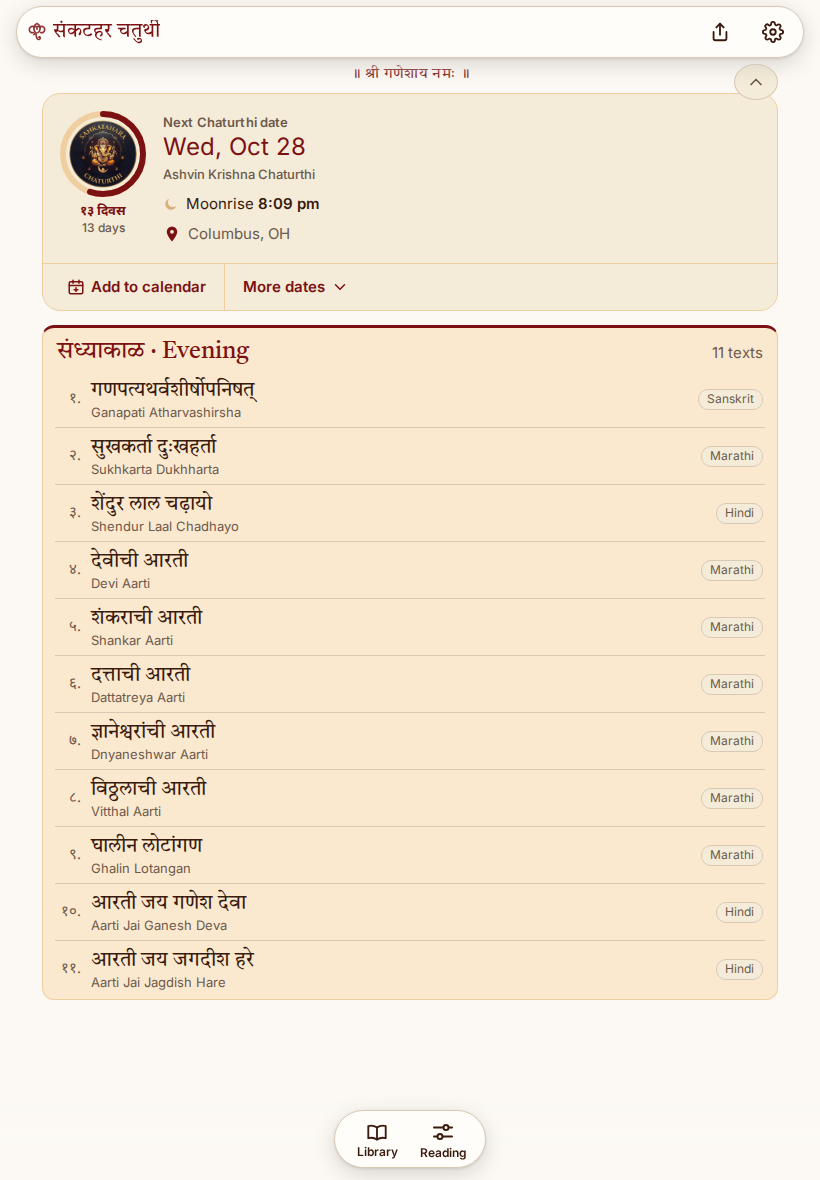 संकटहर चतुर्थी
॥ श्री गणेशाय नमः ॥
SANKATAHARA
CHATURTHI
१३ दिवस
13 days
Next Chaturthi date
Wed, Oct 28
Ashvin Krishna Chaturthi
Moonrise 8:09 pm
Columbus, OH
Add to calendar
More dates
संध्याकाळ · Evening
11 texts
१. गणपत्यथर्वशीर्षोपनिषत्
Ganapati Atharvashirsha
Sanskrit
२. सुखकर्ता दुःखहर्ता
Sukhkarta Dukhharta
Marathi
३. शेंदुर लाल चढ़ायो
Shendur Laal Chadhayo
Hindi
४. देवीची आरती
Devi Aarti
Marathi
५. शंकराची आरती
Shankar Aarti
Marathi
६. दत्ताची आरती
Dattatreya Aarti
Marathi
७. ज्ञानेश्वरांची आरती
Dnyaneshwar Aarti
Marathi
८. विठ्ठलाची आरती
Vitthal Aarti
Marathi
९. घालीन लोटांगण
Ghalin Lotangan
Marathi
१०. आरती जय गणेश देवा
Aarti Jai Ganesh Deva
Hindi
११. आरती जय जगदीश हरे
Aarti Jai Jagdish Hare
Hindi
Library
Reading